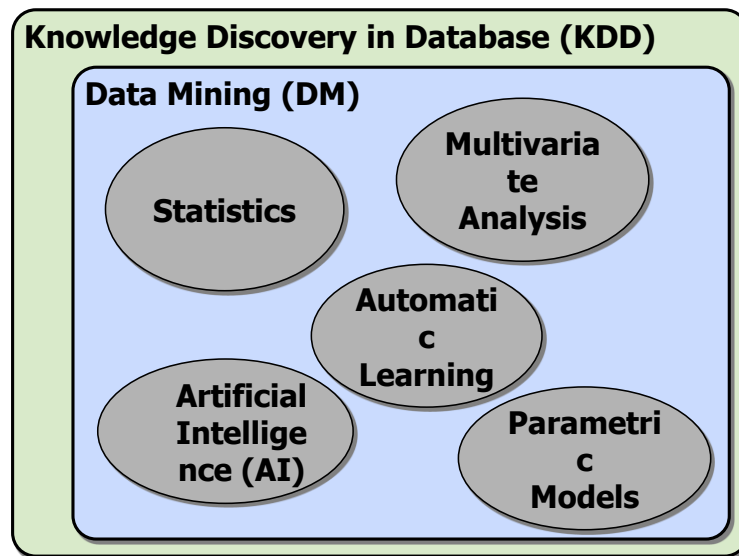 Knowledge Discovery in Database (KDD)
Data Mining (DM)
Statistics
Multivaria
te
Analysis
Automati
c
Learning
Artificial
Intellige
nce (AI)
Parametri
c
Models